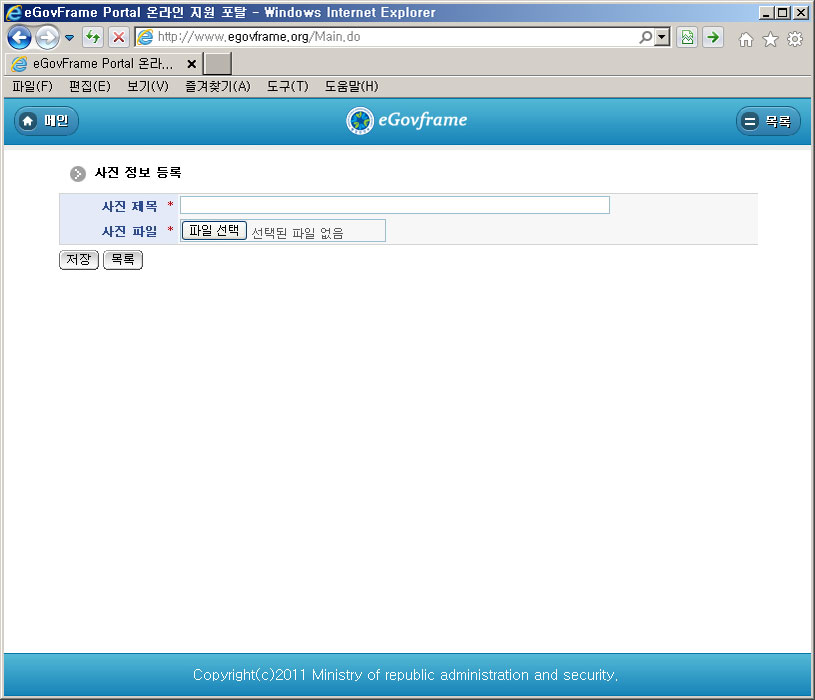 eGovFrame Portal 온라인 지원 포탈 - Windows Internet Explorer
http://www.egovframe.org/Main.do
eGovFrame Portal 온라...
파일(F) 편집(E) 보기(V) 즐겨찾기(A) 도구(T) 도움말(H)
메인 eGovframe 목록
사진 정보 등록
사진 제목 *
사진 파일 * 파일 선택 선택된 파일 없음
저장 목록
Copyright(c)2011 Ministry of republic administration and security.